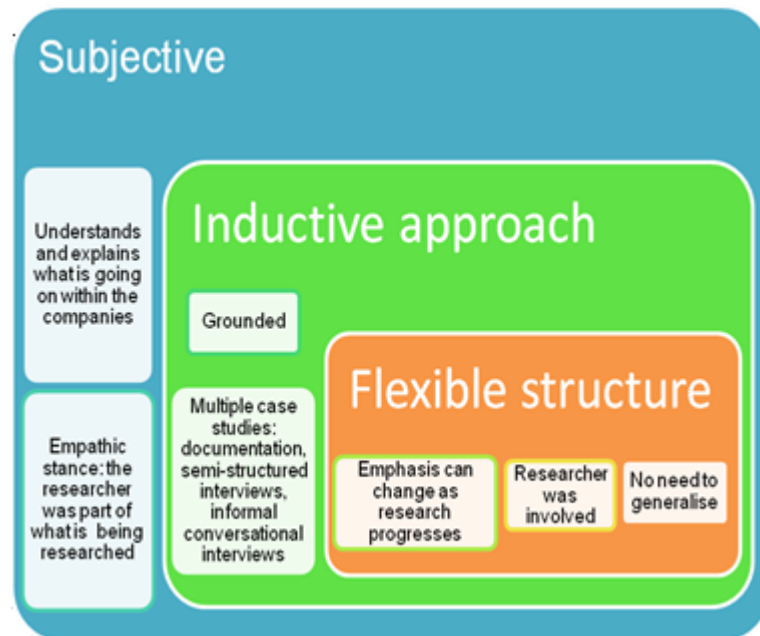 Subjective
Understands
and explains
what is going
on within the
companies
Empathic
stance: the
researcher
was part of
what is being
researched
Inductive approach
Grounded
Multiple case
studies:
documentation,
semi-structured
interviews,
informal
conversational
interviews
Flexible structure
Emphasis can
change as
research
progresses
Researcher
was
involved
No need to
generalise